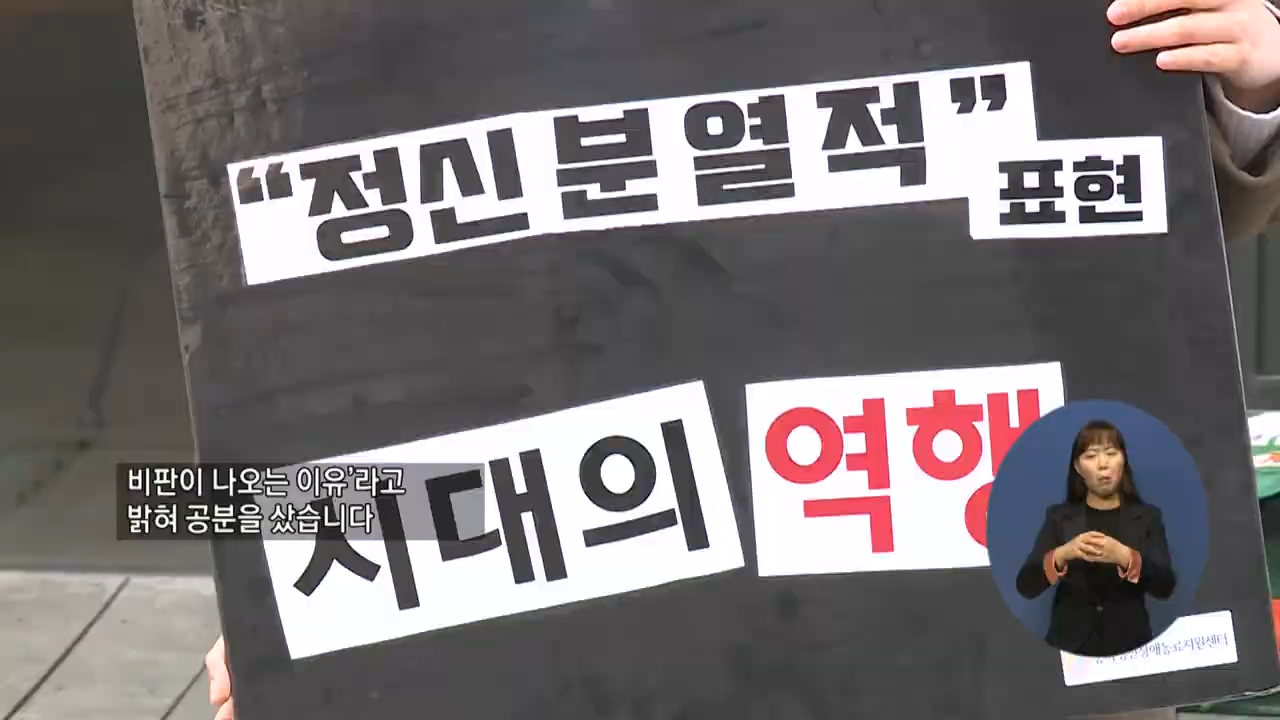 “정신분열적”
표현
시대의 역행
비판이 나오는 이유’라고
밝혀 공분을 샀습니다